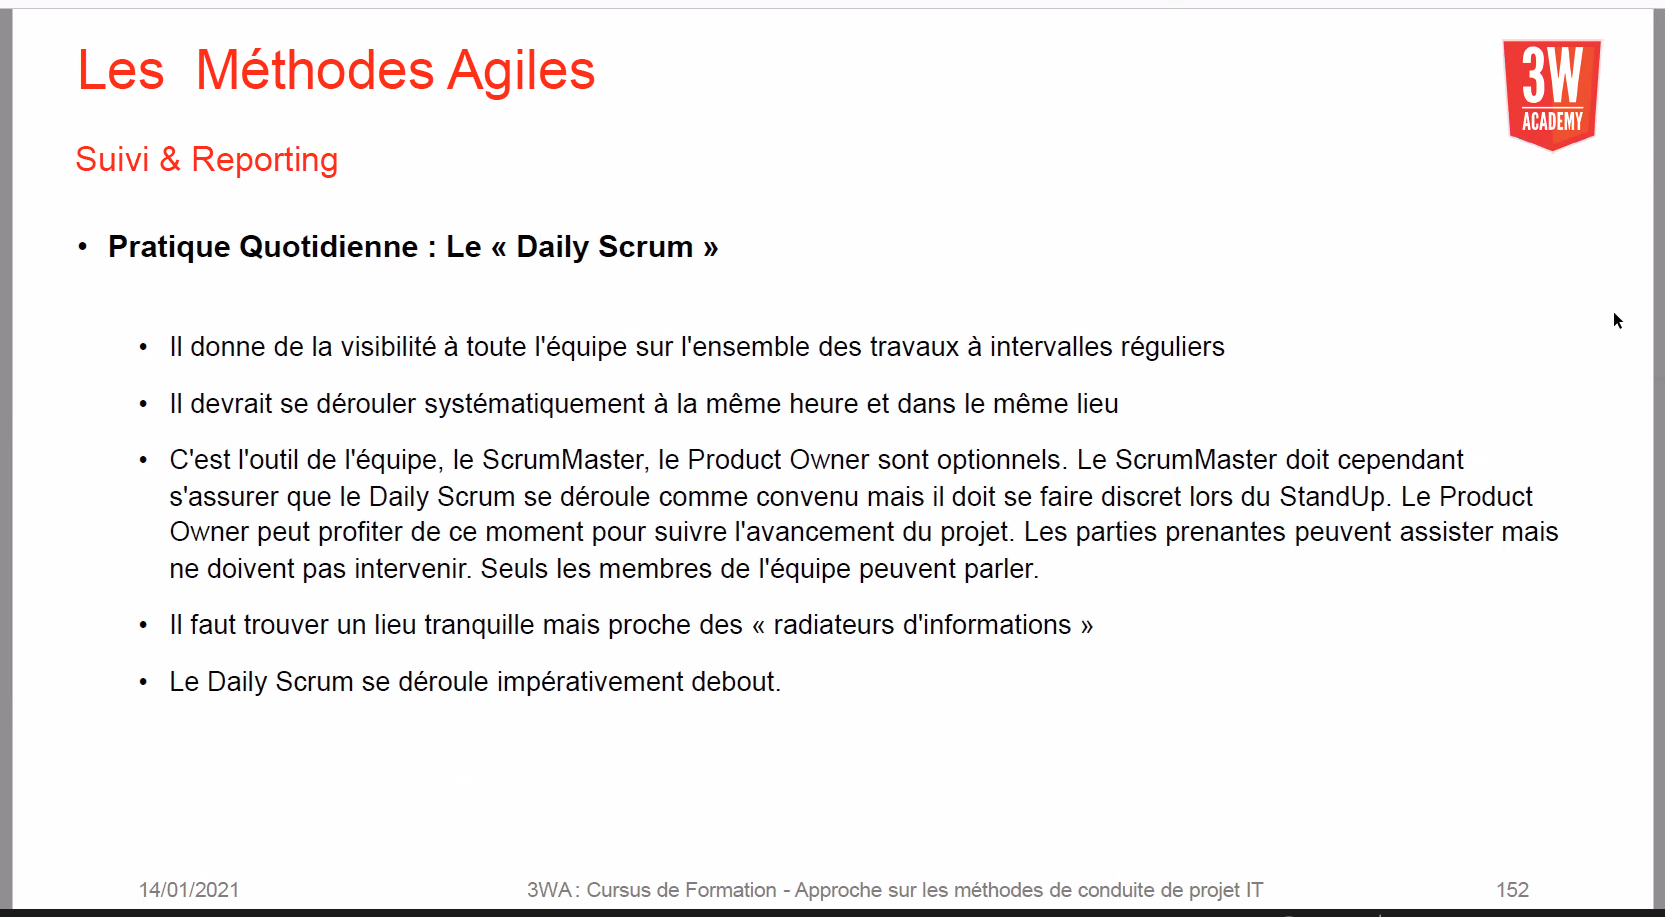 Les Méthodes Agiles
3W
ACADEMY
Suivi & Reporting
• Pratique Quotidienne : Le « Daily Scrum »
• Il donne de la visibilité à toute l'équipe sur l'ensemble des travaux à intervalles réguliers
• Il devrait se dérouler systématiquement à la même heure et dans le même lieu
• C'est l'outil de l'équipe, le ScrumMaster, le Product Owner sont optionnels. Le ScrumMaster doit cependant
s'assurer que le Daily Scrum se déroule comme convenu mais il doit se faire discret lors du StandUp. Le Product
Owner peut profiter de ce moment pour suivre l'avancement du projet. Les parties prenantes peuvent assister mais
ne doivent pas intervenir. Seuls les membres de l'équipe peuvent parler.
• Il faut trouver un lieu tranquille mais proche des « radiateurs d'informations »
• Le Daily Scrum se déroule impérativement debout.
14/01/2021
3WA : Cursus de Formation - Approche sur les méthodes de conduite de projet IT
152